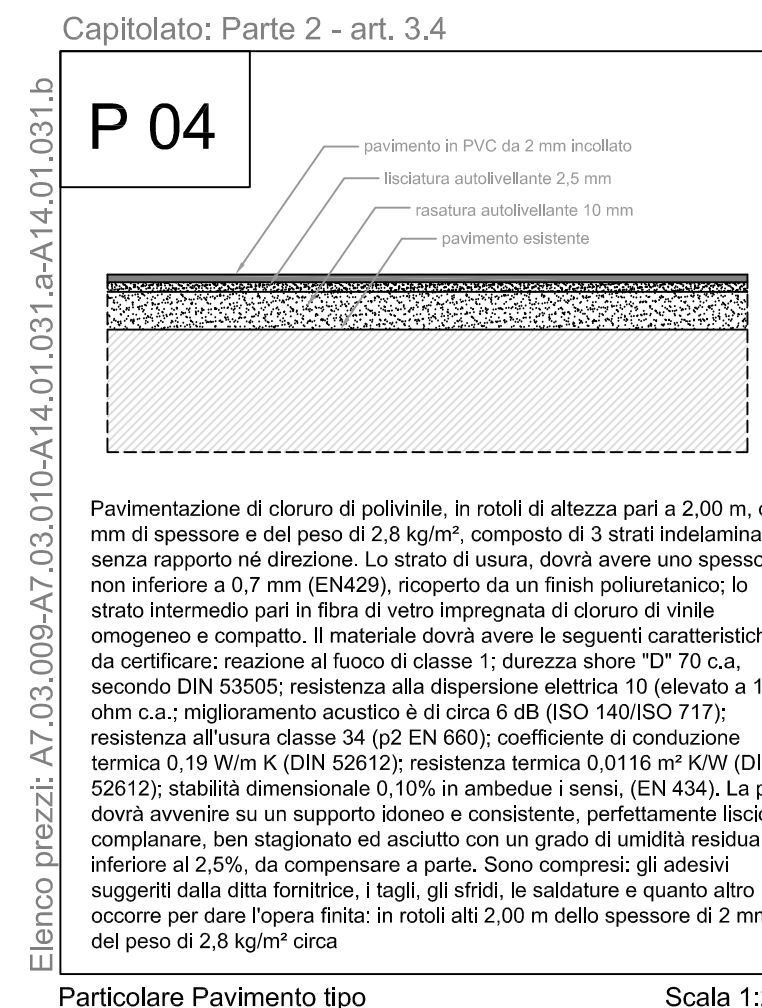 Capitolato: Parte 2 - art. 3.4
Elenco prezzi: A7.03.009-A7.03.010-A14.01.031.a-A14.01.031.b
P 04
pavimento in PVC da 2 mm incollato
lisciatura autolivellante 2,5 mm
rasatura autolivellante 10 mm
pavimento esistente
Pavimentazione di cloruro di polivinile, in rotoli di altezza pari a 2,00 m,
mm di spessore e del peso di 2,8 kg/m², composto di 3 strati indelamina
senza rapporto né direzione. Lo strato di usura, dovrà avere uno spesso
non inferiore a 0,7 mm (EN429), ricoperto da un finish poliuretanico; lo
strato intermedio pari in fibra di vetro impregnata di cloruro di vinile
omogeneo e compatto. Il materiale dovrà avere le seguenti caratteristich
da certificare: reazione al fuoco di classe 1; durezza shore "D" 70 c.a,
secondo DIN 53505; resistenza alla dispersione elettrica 10 (elevato a 1
ohm c.a.; miglioramento acustico è di circa 6 dB (ISO 140/ISO 717);
resistenza all'usura classe 34 (p2 EN 660); coefficiente di conduzione
termica 0,19 W/m K (DIN 52612); resistenza termica 0,0116 m² K/W (DI
52612); stabilità dimensionale 0,10% in ambedue i sensi, (EN 434). La p
dovrà avvenire su un supporto idoneo e consistente, perfettamente liscio
complanare, ben stagionato ed asciutto con un grado di umidità residua
inferiore al 2,5%, da compensare a parte. Sono compresi: gli adesivi
suggeriti dalla ditta fornitrice, i tagli, gli sfridi, le saldature e quanto altro
occorre per dare l'opera finita: in rotoli alti 2,00 m dello spessore di 2 mm
del peso di 2,8 kg/m² circa
Particolare Pavimento tipo
Scala 1: